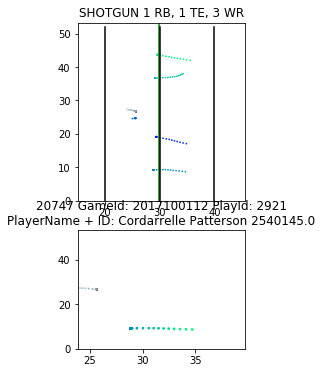 SHOTGUN 1 RB, 1 TE, 3 WR
50
40
30
20
10
0
20 30 40
20747 GameId: 2017100112 PlayId: 2921
PlayerName + ID: Cordarrelle Patterson 2540145.0
40
20
0
25 30 35